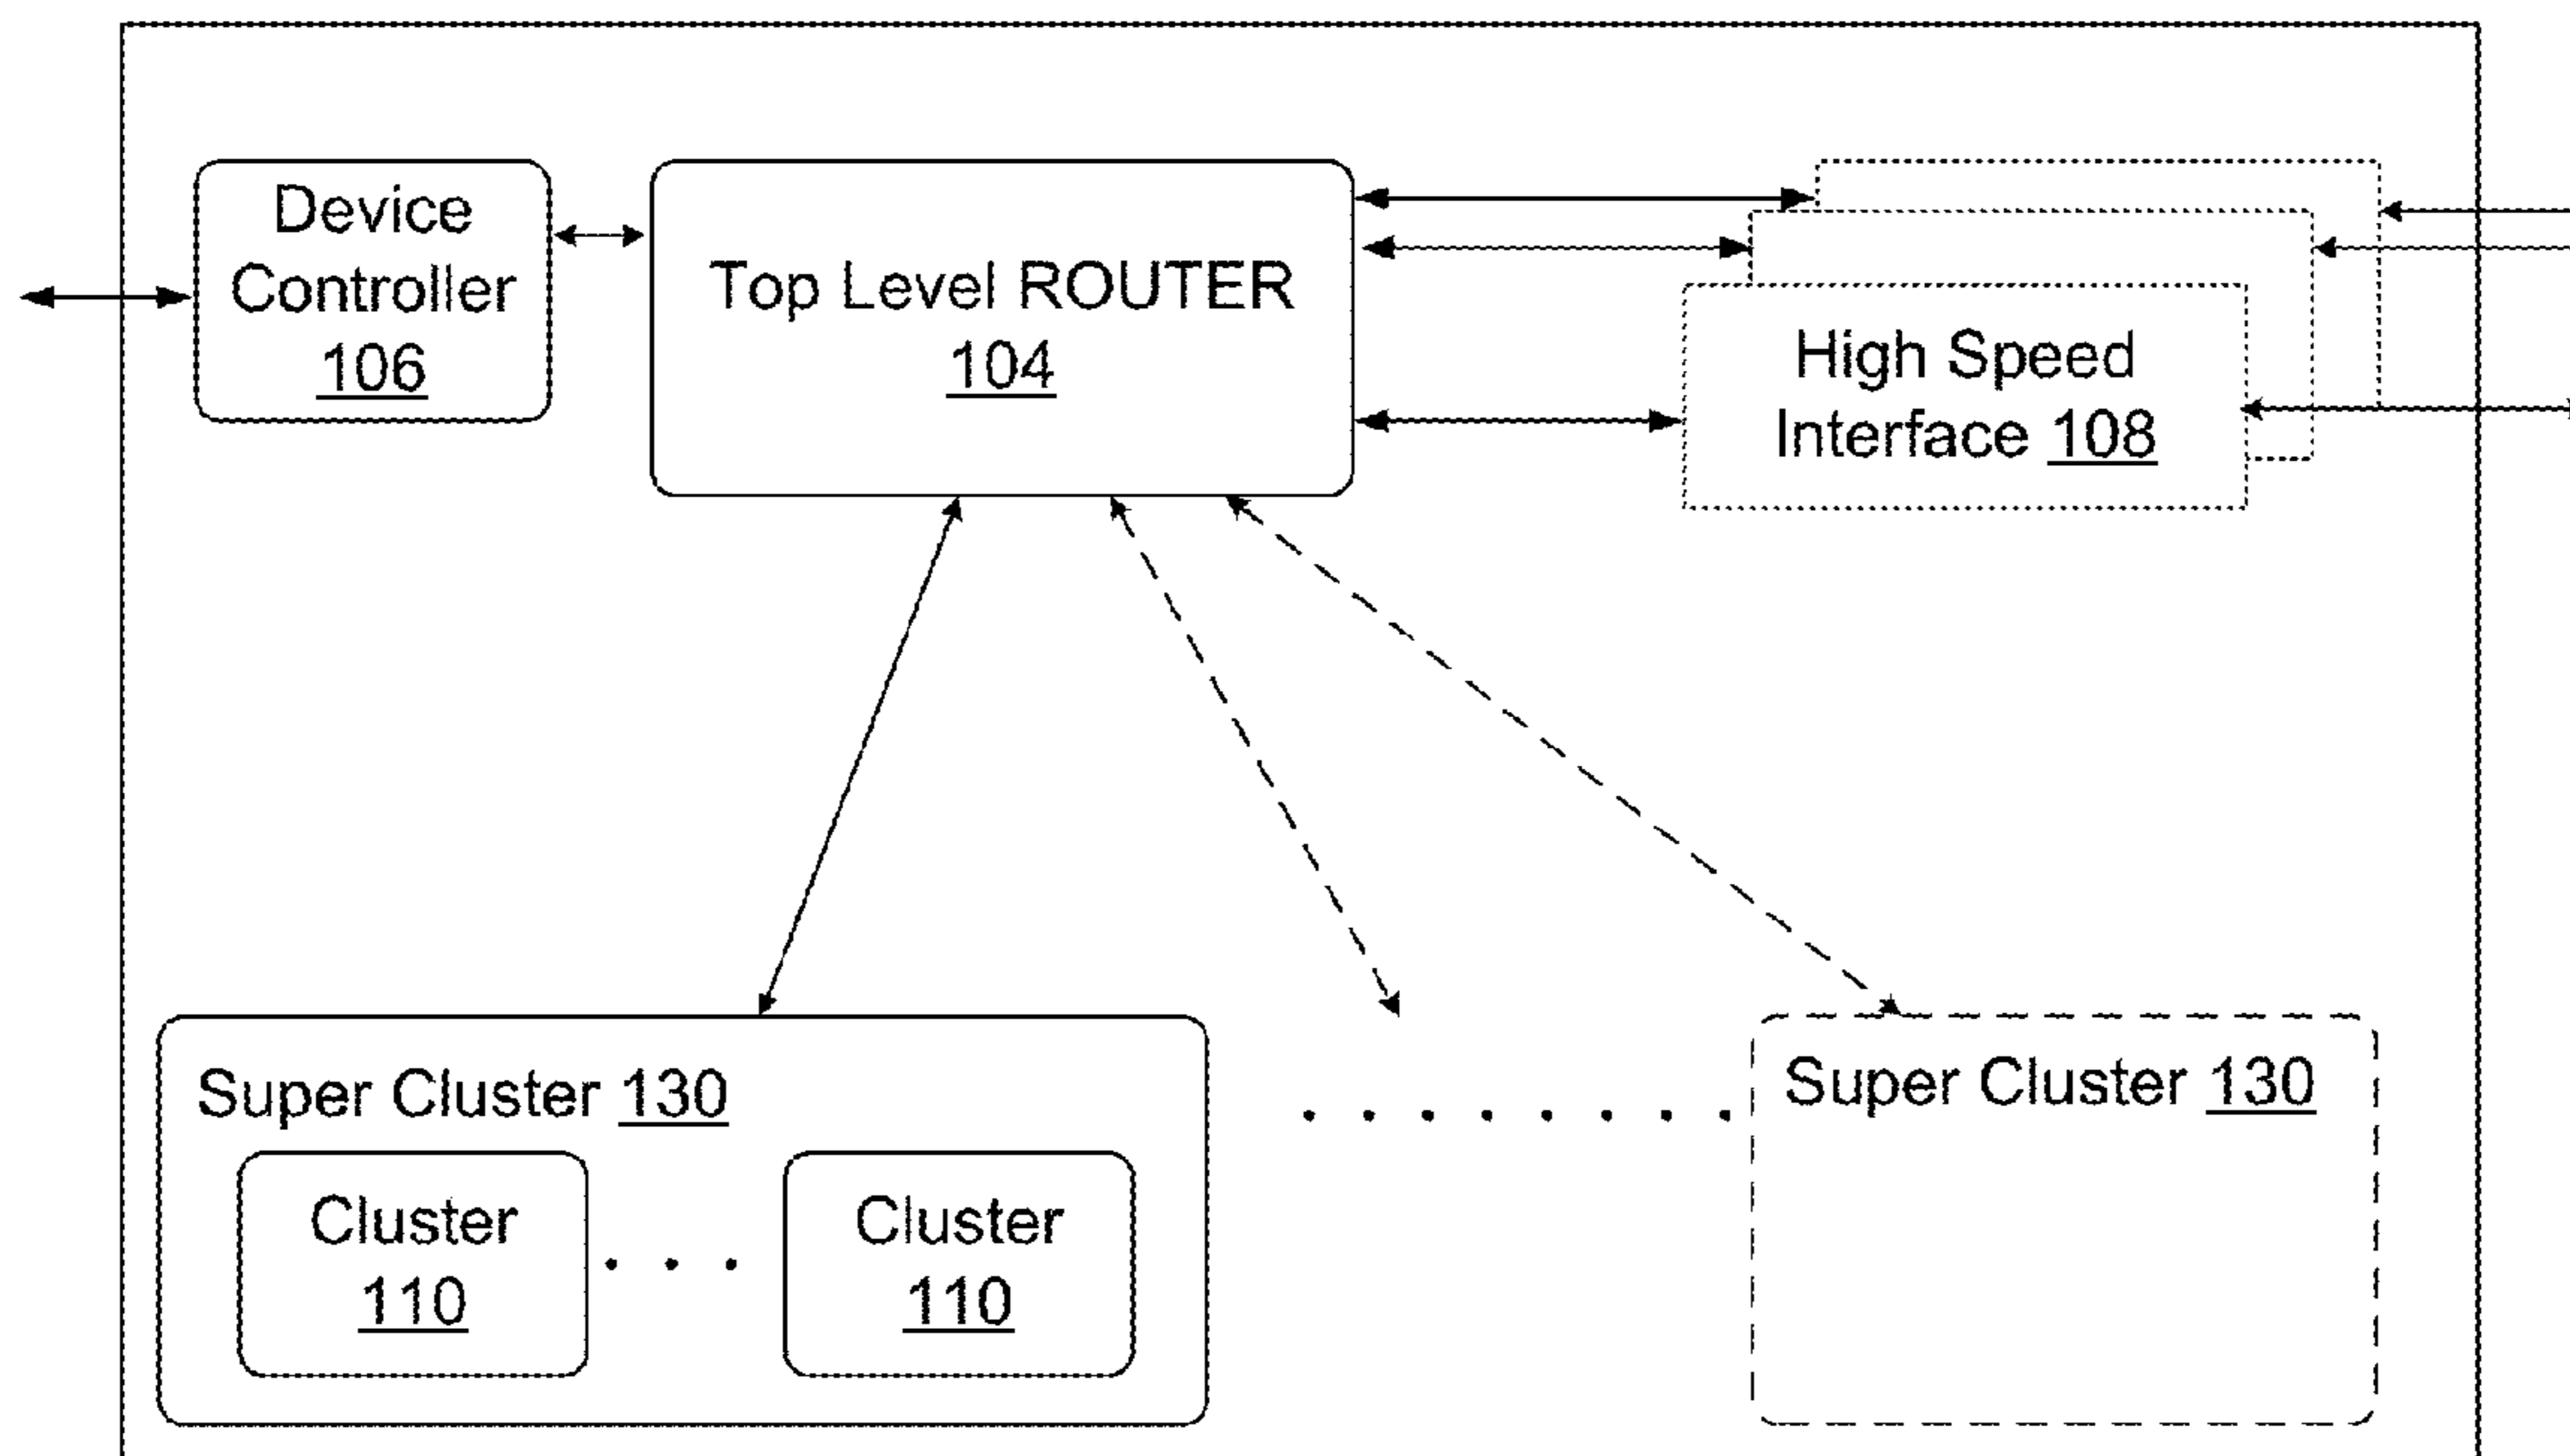 Device
Controller
106
Top Level ROUTER
104
High Speed
Interface 108
Super Cluster 130
Cluster
110
Cluster
110
Super Cluster 130